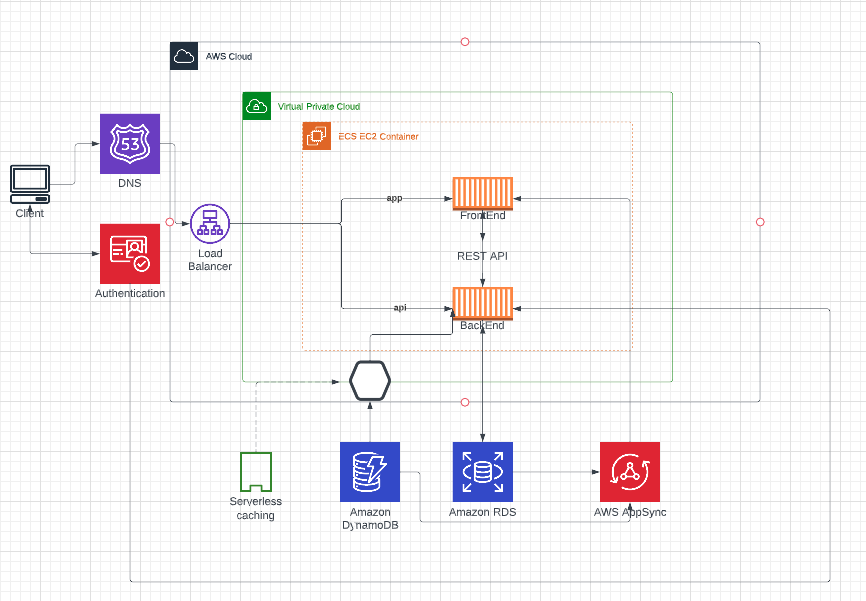 AWS Cloud
Virtual Private Cloud
ECS EC2 Container
53
DNS
Client
app
FrontEnd
Load
Balancer
REST API
Authentication
api
BackEnd
Serverless
caching
Amazon
DynamoDB
Amazon RDS
AWS AppSync